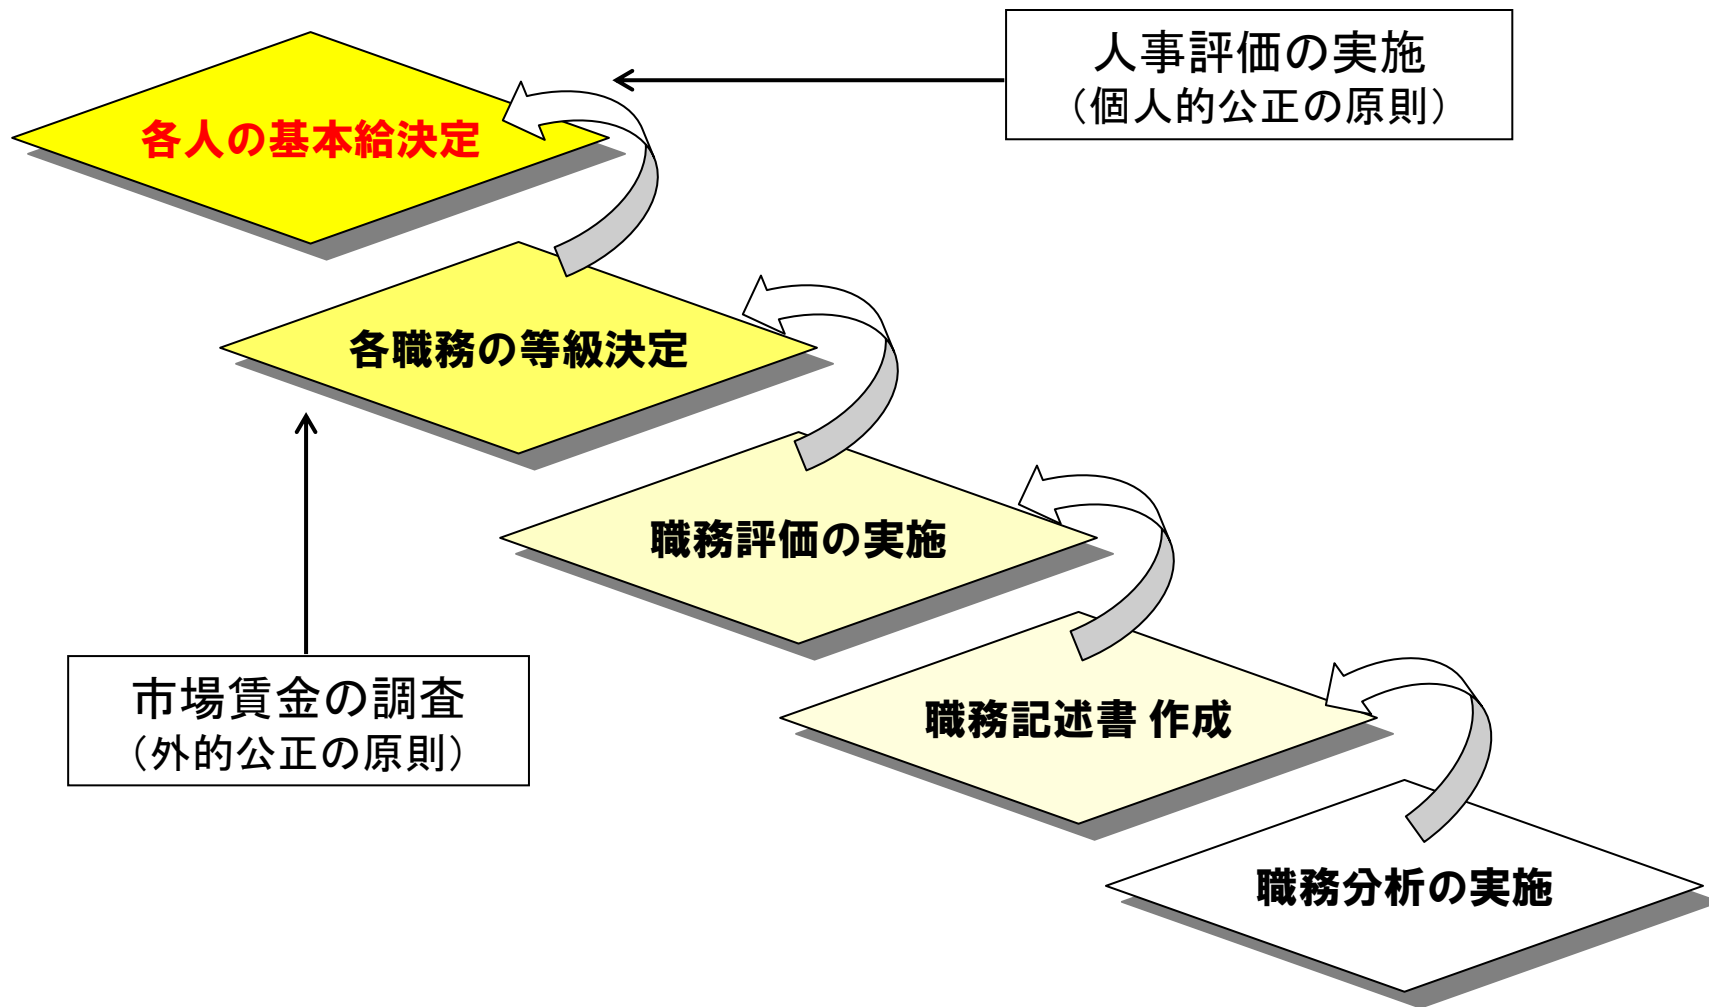 人事評価の実施
（個人的公正の原則）
各人の基本給決定
各職務の等級決定
職務評価の実施
市場賃金の調査
（外的公正の原則）
職務記述書 作成
職務分析の実施